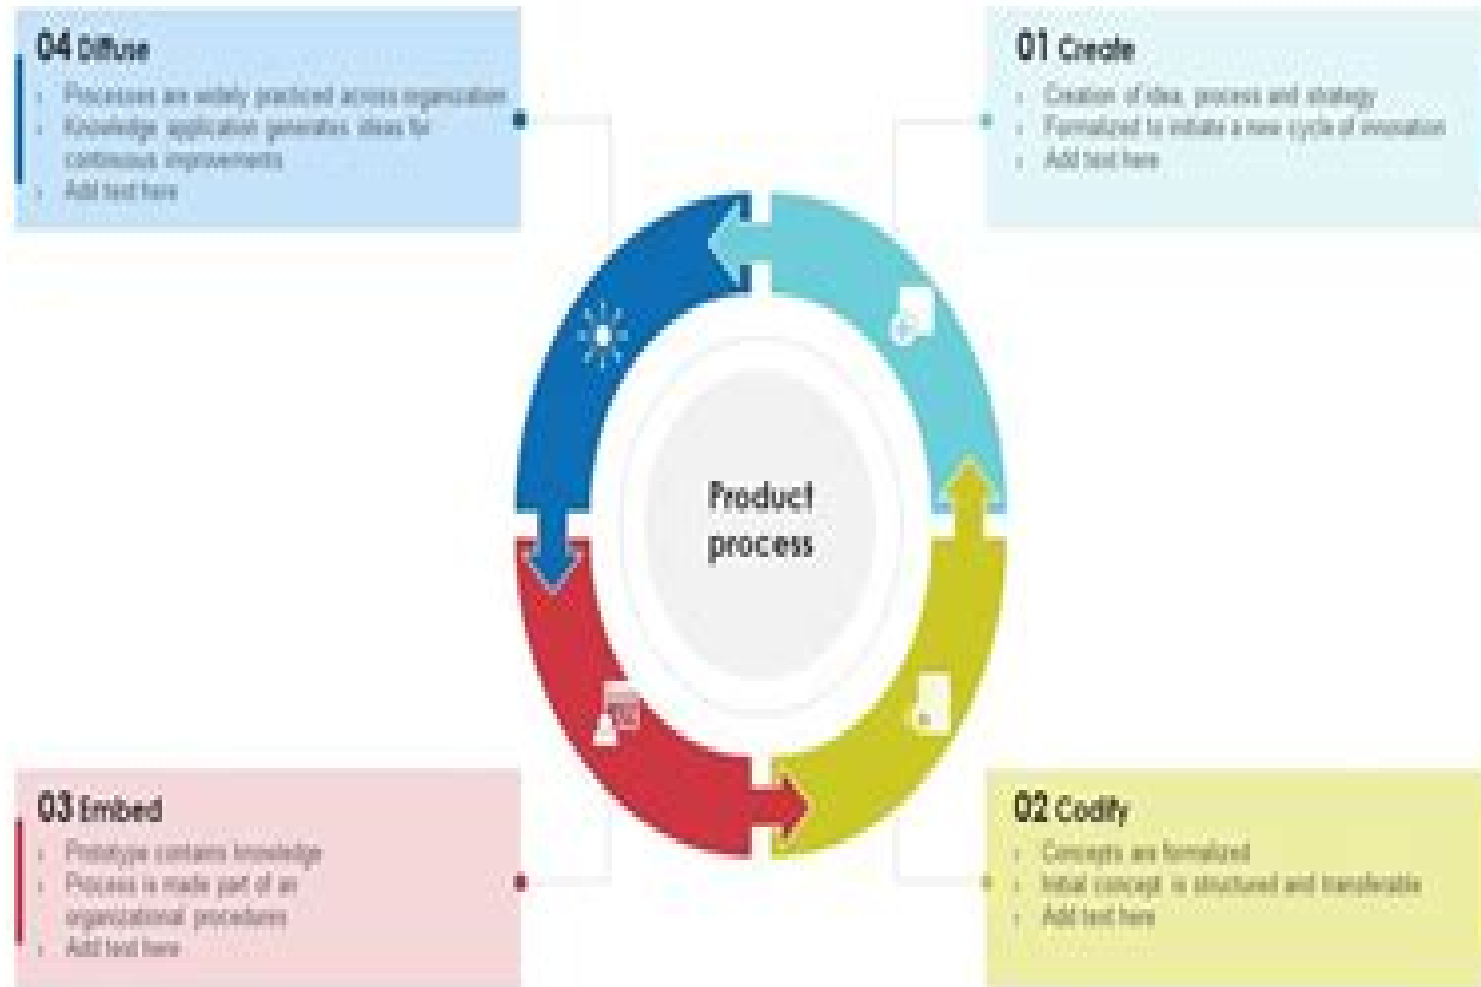 04 Diffuse
Processes are widely practiced across organization
Knowledge application generates ideas for
continuous improvements
Add text here
01 Create
Creation of idea, process and strategy
Formalized to initiate a new cycle of innovation
Add text here
Product
process
03 Embed
Prototype contains knowledge
Process is made part of an
organizational procedures
Add text here
02 Codify
Concepts are formalized
Initial concept is structured and transferable
Add text here